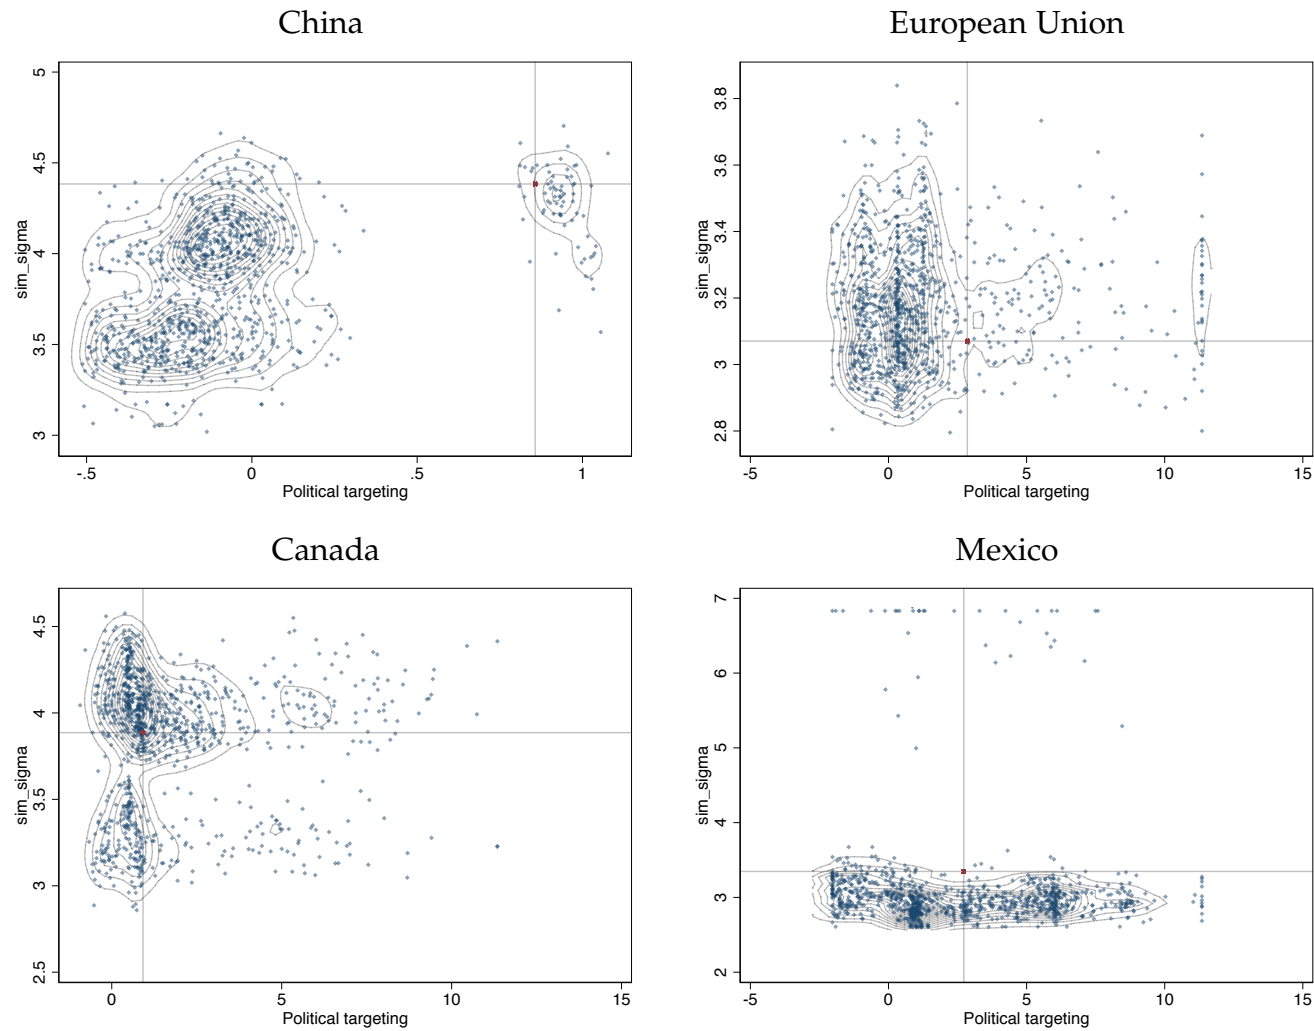 China
5
4.5
4
3.5
3
sim_sigma
-.5 0 .5 1
Political targeting
European Union
3.8
3.6
3.4
3.2
3
2.8
sim_sigma
-5 0 5 10 15
Political targeting
Canada
4.5
4
3.5
3
2.5
sim_sigma
0 5 10 15
Political targeting
Mexico
7
6
5
4
3
2
sim_sigma
-5 0 5 10 15
Political targeting